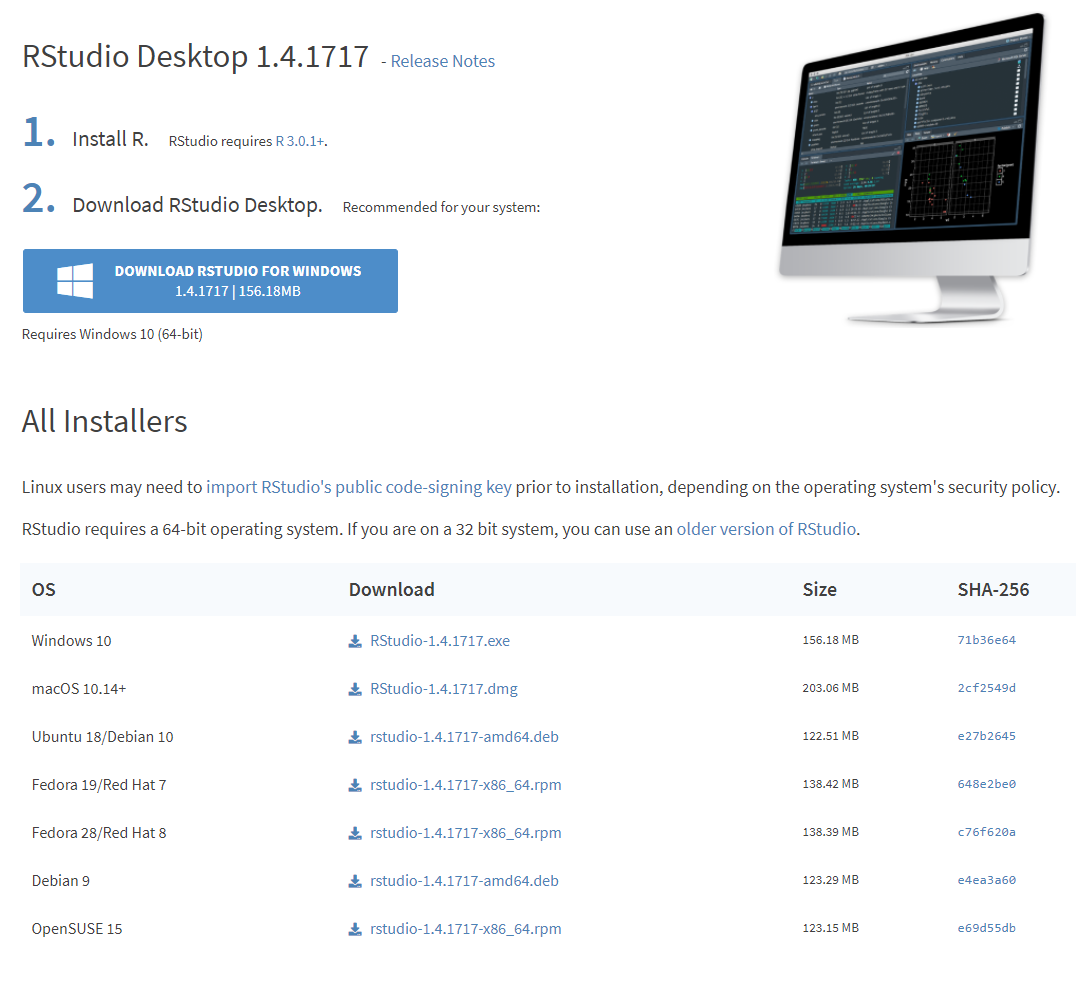 RStudio Desktop 1.4.1717 - Release Notes
1. Install R. RStudio requires R 3.0.1+.
2. Download RStudio Desktop. Recommended for your system:
DOWNLOAD RSTUDIO FOR WINDOWS
1.4.1717 | 156.18MB
Requires Windows 10 (64-bit)
All Installers
Linux users may need to import RStudio's public code-signing key prior to installation, depending on the operating system's security policy.
RStudio requires a 64-bit operating system. If you are on a 32 bit system, you can use an older version of RStudio.
OS Download Size SHA-256
Windows 10 RStudio-1.4.1717.exe 156.18 MB 71b36e64
macOS 10.14+ RStudio-1.4.1717.dmg 203.06 MB 2cf2549d
Ubuntu 18/Debian 10 rstudio-1.4.1717-amd64.deb 122.51 MB e27b2645
Fedora 19/Red Hat 7 rstudio-1.4.1717-x86_64.rpm 138.42 MB 648e2be0
Fedora 28/Red Hat 8 rstudio-1.4.1717-x86_64.rpm 138.39 MB c76f620a
Debian 9 rstudio-1.4.1717-amd64.deb 123.29 MB e4ea3a60
OpenSUSE 15 rstudio-1.4.1717-x86_64.rpm 123.15 MB e69d55db